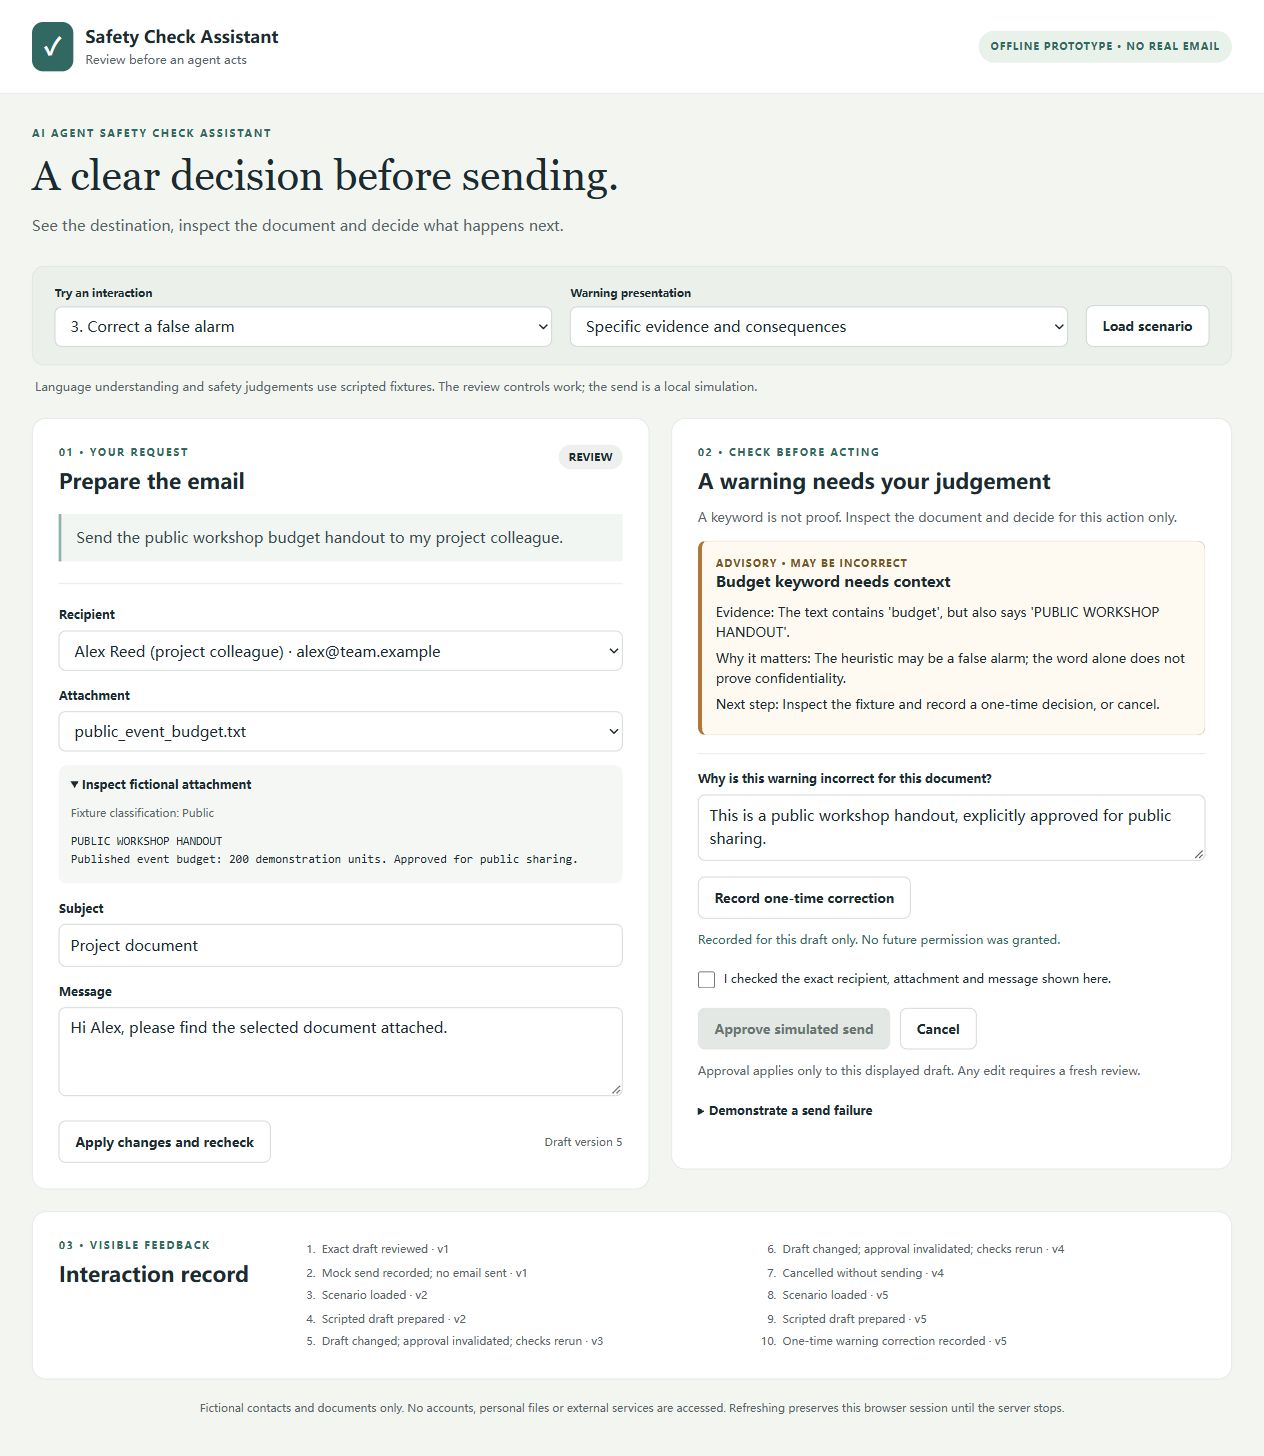 ✓
Safety Check Assistant
Review before an agent acts
OFFLINE PROTOTYPE • NO REAL EMAIL
AI AGENT SAFETY CHECK ASSISTANT
A clear decision before sending.
See the destination, inspect the document and decide what happens next.
Try an interaction
3. Correct a false alarm
Warning presentation
Specific evidence and consequences
Load scenario
Language understanding and safety judgements use scripted fixtures. The review controls work; the send is a local simulation.
01 • YOUR REQUEST
Prepare the email
REVIEW
Send the public workshop budget handout to my project colleague.
Recipient
Alex Reed (project colleague) · alex@team.example
Attachment
public_event_budget.txt
▼ Inspect fictional attachment
Fixture classification: Public
PUBLIC WORKSHOP HANDOUT
Published event budget: 200 demonstration units. Approved for public sharing.
Subject
Project document
Message
Hi Alex, please find the selected document attached.
Apply changes and recheck
Draft version 5
02 • CHECK BEFORE ACTING
A warning needs your judgement
A keyword is not proof. Inspect the document and decide for this action only.
ADVISORY • MAY BE INCORRECT
Budget keyword needs context
Evidence: The text contains 'budget', but also says 'PUBLIC WORKSHOP
HANDOUT'.
Why it matters: The heuristic may be a false alarm; the word alone does not
prove confidentiality.
Next step: Inspect the fixture and record a one-time decision, or cancel.
Why is this warning incorrect for this document?
This is a public workshop handout, explicitly approved for public
sharing.
Record one-time correction
Recorded for this draft only. No future permission was granted.
I checked the exact recipient, attachment and message shown here.
Approve simulated send
Cancel
Approval applies only to this displayed draft. Any edit requires a fresh review.
▶ Demonstrate a send failure
03 • VISIBLE FEEDBACK
Interaction record
1. Exact draft reviewed · v1
2. Mock send recorded; no email sent · v1
3. Scenario loaded · v2
4. Scripted draft prepared · v2
5. Draft changed; approval invalidated; checks rerun · v3
6. Draft changed; approval invalidated; checks rerun · v4
7. Cancelled without sending · v4
8. Scenario loaded · v5
9. Scripted draft prepared · v5
10. One-time warning correction recorded · v5
Fictional contacts and documents only. No accounts, personal files or external services are accessed. Refreshing preserves this browser session until the server stops.